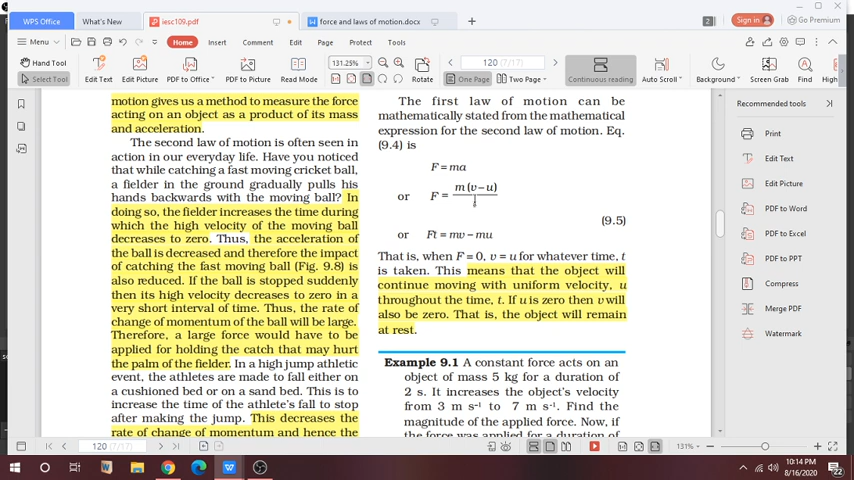 WPS Office
What's New
iesc109.pdf
force and laws of motion.docx
+
2
Sign in
Go Premium
Menu
Home
Insert
Comment
Edit
Page
Protect
Tools
Hand Tool
Select Tool
Edit Text
Edit Picture
PDF to Office
PDF to Picture
Read Mode
131.25%
Rotate
120 (7/17)
One Page
Two Page
Continuous reading
Auto Scroll
Background
Screen Grab
Find
High
motion gives us a method to measure the force
acting on an object as a product of its mass
and acceleration.
The second law of motion is often seen in
action in our everyday life. Have you noticed
that while catching a fast moving cricket ball,
a fielder in the ground gradually pulls his
hands backwards with the moving ball? In
doing so, the fielder increases the time during
which the high velocity of the moving ball
decreases to zero. Thus, the acceleration of
the ball is decreased and therefore the impact
of catching the fast moving ball (Fig. 9.8) is
also reduced. If the ball is stopped suddenly
then its high velocity decreases to zero in a
very short interval of time. Thus, the rate of
change of momentum of the ball will be large.
Therefore, a large force would have to be
applied for holding the catch that may hurt
the palm of the fielder. In a high jump athletic
event, the athletes are made to fall either on
a cushioned bed or on a sand bed. This is to
increase the time of the athlete's fall to stop
after making the jump. This decreases the
rate of change of momentum and hence the
The first law of motion can be
mathematically stated from the mathematical
expression for the second law of motion. Eq.
(9.4) is
F = ma
or F = m (v – u) / t
(9.5)
or Ft = mv – mu
That is, when F = 0, v = u for whatever time, t
is taken. This means that the object will
continue moving with uniform velocity, u
throughout the time, t. If u is zero then v will
also be zero. That is, the object will remain
at rest.
Example 9.1 A constant force acts on an
object of mass 5 kg for a duration of
2 s. It increases the object's velocity
from 3 m s⁻¹ to 7 m s⁻¹. Find the
magnitude of the applied force. Now, if
the force was applied for a duration of
Recommended tools
Print
Edit Text
Edit Picture
PDF to Word
PDF to Excel
PDF to PPT
Compress
Merge PDF
Watermark
120 (7/17)
131%
10:14 PM
8/16/2020